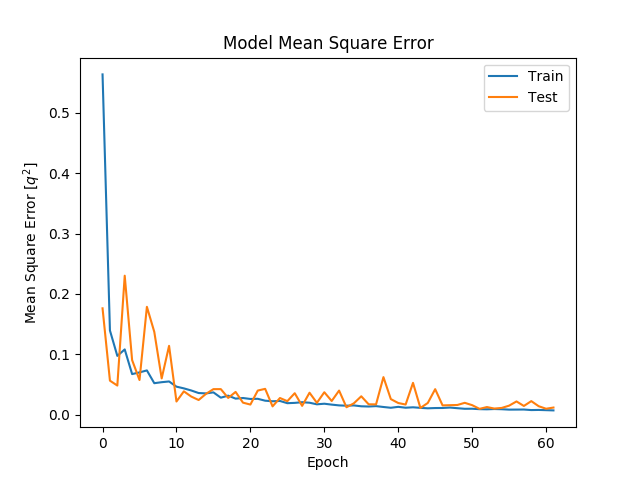 Model Mean Square Error
Train
Test
Mean Square Error [q²]
0.5
0.4
0.3
0.2
0.1
0.0
0 10 20 30 40 50 60
Epoch